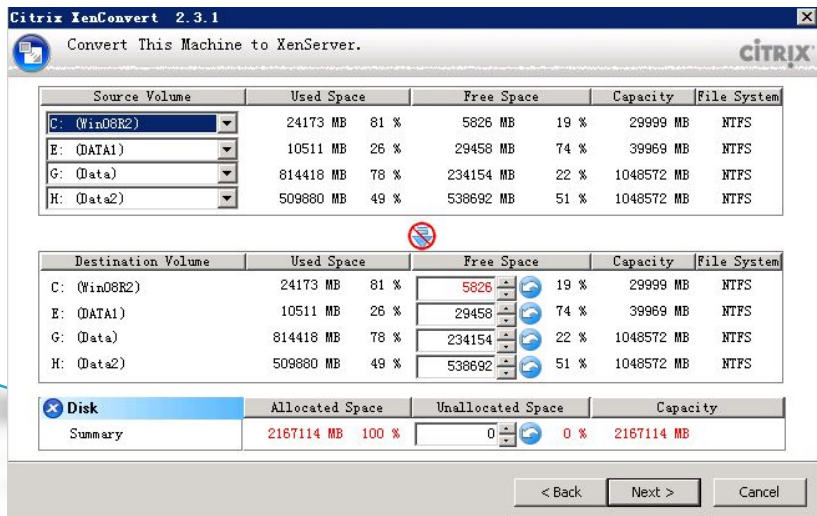 Citrix XenConvert 2.3.1
Convert This Machine to XenServer.
CİTRIX
Source Volume Used Space Free Space Capacity File System
C: (Win08R2) 24173 MB 81 % 5826 MB 19 % 29999 MB NTFS
E: (DATA1) 10511 MB 26 % 29458 MB 74 % 39969 MB NTFS
G: (Data) 814418 MB 78 % 234154 MB 22 % 1048572 MB NTFS
H: (Data2) 509880 MB 49 % 538692 MB 51 % 1048572 MB NTFS
Destination Volume Used Space Free Space Capacity File System
C: (Win08R2) 24173 MB 81 % 5826 19 % 29999 MB NTFS
E: (DATA1) 10511 MB 26 % 29458 74 % 39969 MB NTFS
G: (Data) 814418 MB 78 % 234154 22 % 1048572 MB NTFS
H: (Data2) 509880 MB 49 % 538692 51 % 1048572 MB NTFS
Disk Allocated Space Unallocated Space Capacity
Summary 2167114 MB 100 % 0 0 % 2167114 MB
< Back Next > Cancel